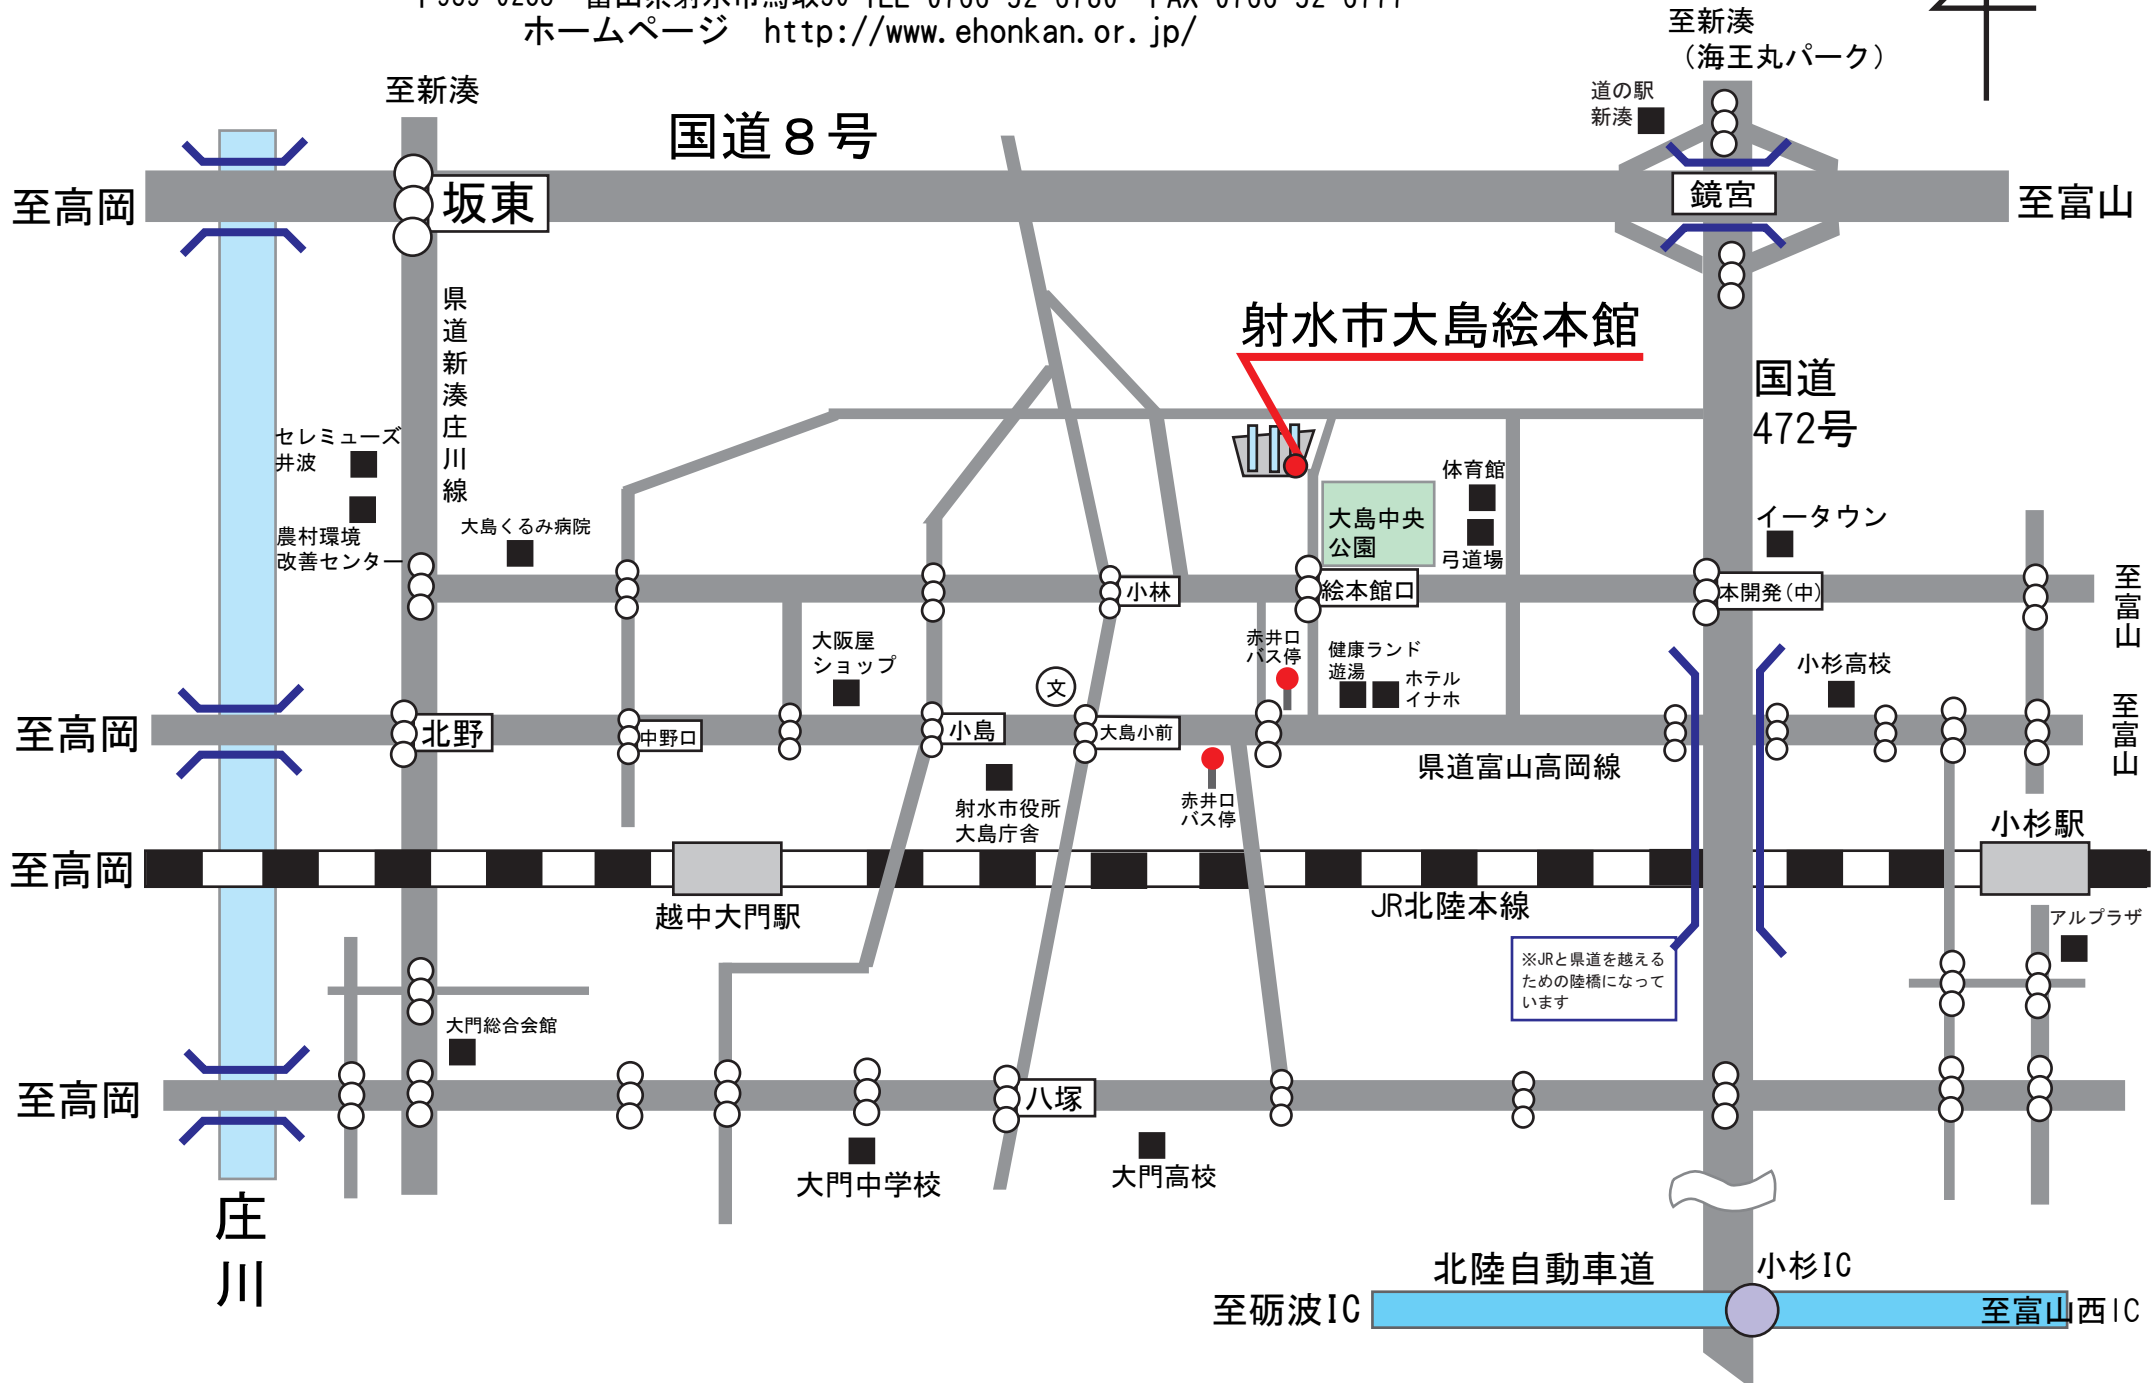 ホームページ http://www.ehonkan.or.jp/
至新湊
(海王丸パーク)
道の駅
新湊
至新湊
国道8号
至高岡
坂東
鏡宮
至富山
県道新湊庄川線
射水市大島絵本館
国道
472号
セレミューズ
井波
農村環境
改善センター
大島くるみ病院
大島中央
公園
体育館
弓道場
イータウン
小林
絵本館口
本開発(中)
至富山
大阪屋
ショップ
文
赤井口
バス停
健康ランド
遊湯
ホテル
イナホ
小杉高校
至高岡
北野
中野口
小島
大島小前
至富山
県道富山高岡線
射水市役所
大島庁舎
赤井口
バス停
小杉駅
至高岡
越中大門駅
JR北陸本線
アルプラザ
※JRと県道を越える
ための陸橋になって
います
大門総合会館
至高岡
八塚
大門中学校
大門高校
庄川
北陸自動車道
小杉IC
至砺波IC
至富山西IC